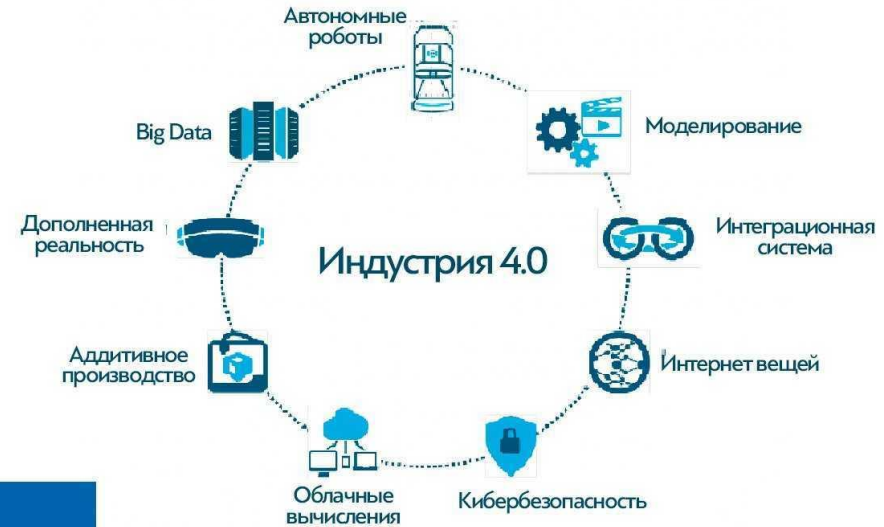 Автономные
роботы
Big Data
Моделирование
Дополненная
реальность
Интеграционная
система
Индустрия 4.0
Аддитивное
производство
Интернет вещей
Облачные
вычисления
Кибербезопасность